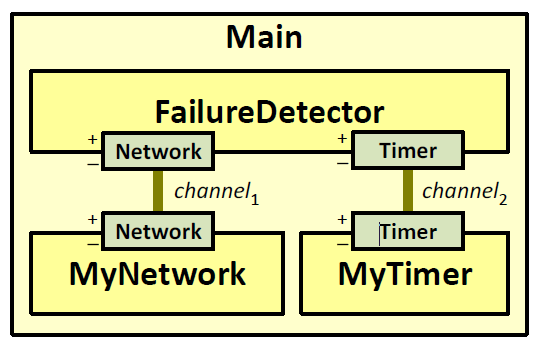 Main
FailureDetector
+ Network + Timer
– –
channel1 channel2
+ Network + Timer
– –
MyNetwork MyTimer